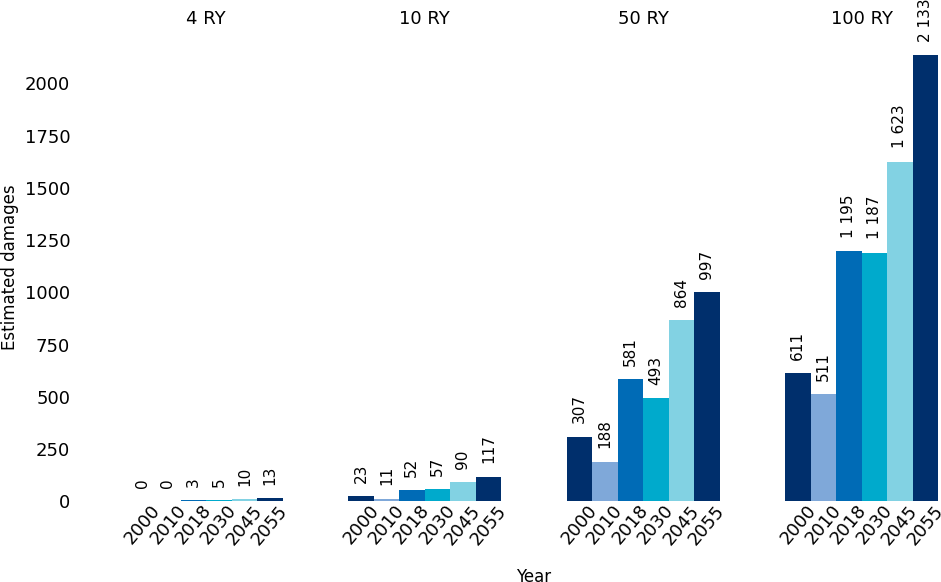 4 RY
10 RY
50 RY
100 RY
Estimated damages
2000
1750
1500
1250
1000
750
500
250
0
0 0 3 5 10 13
23 11 52 57 90 117
307 188 581 493 864 997
611 511 1 195 1 187 1 623 2 133
2000 2010 2018 2030 2045 2055
2000 2010 2018 2030 2045 2055
2000 2010 2018 2030 2045 2055
2000 2010 2018 2030 2045 2055
Year